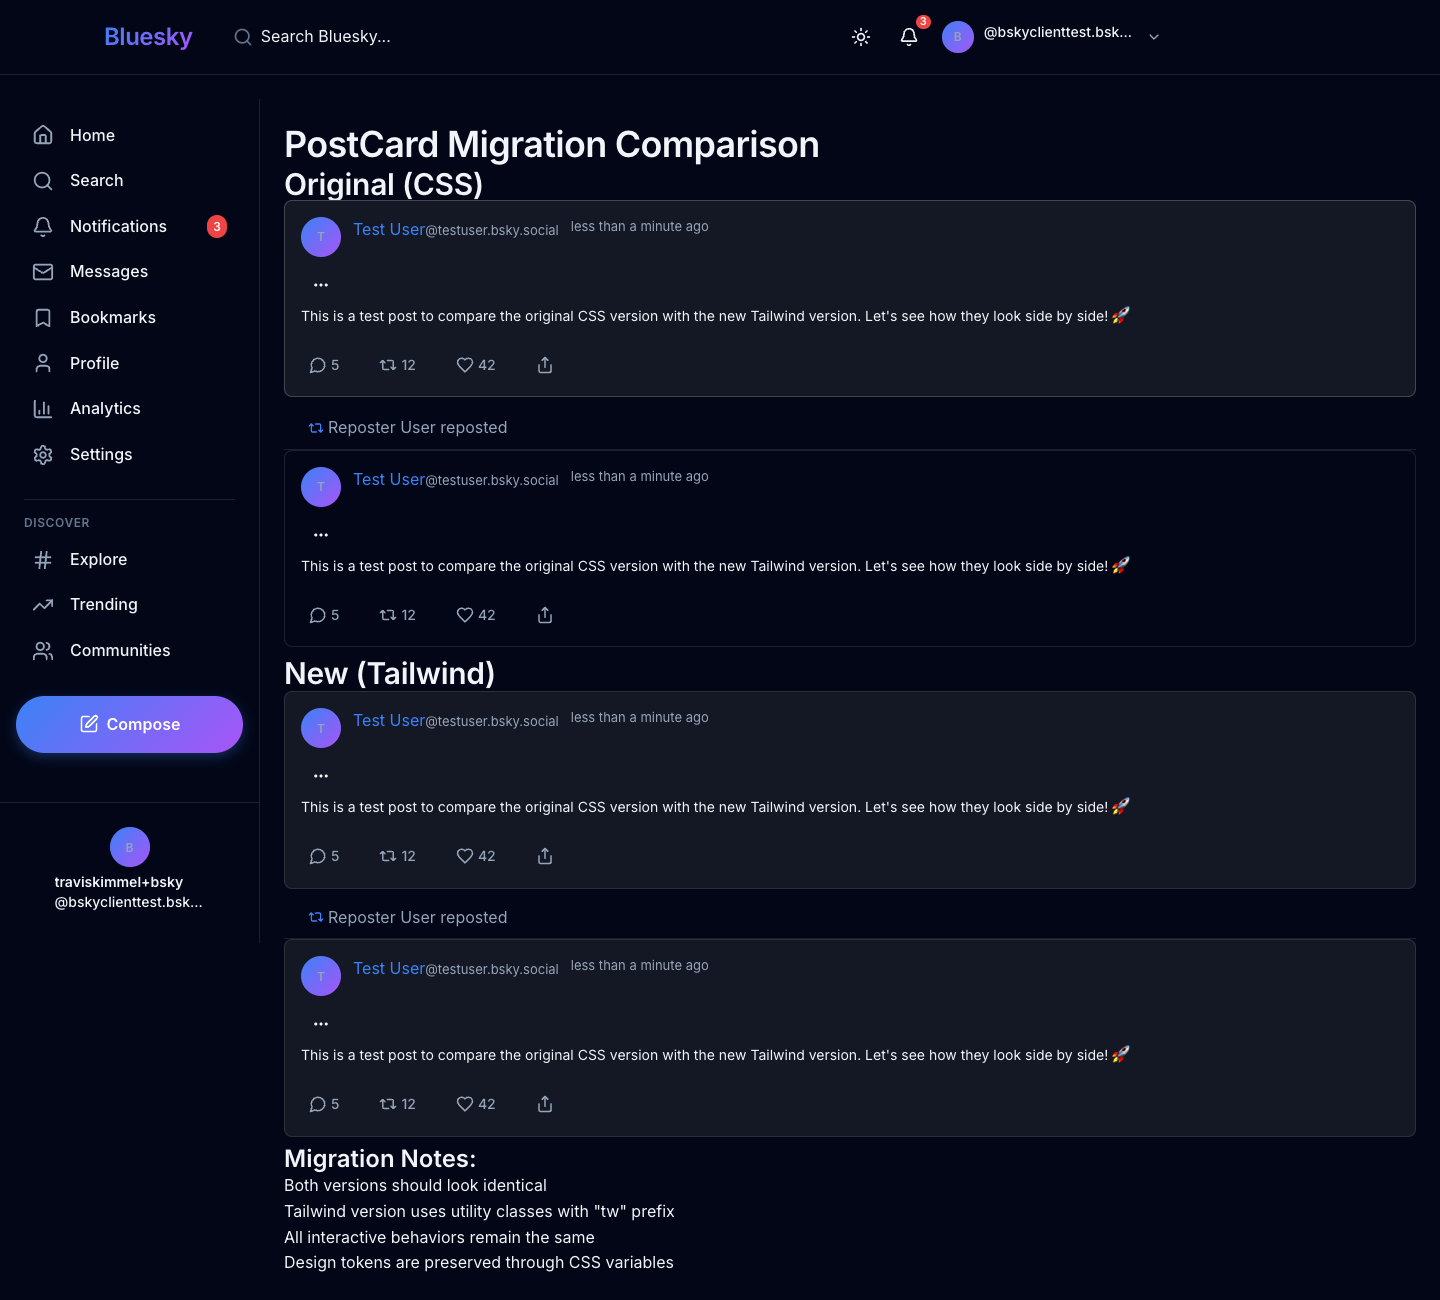 Bluesky
Search Bluesky...
3
B
@bskyclienttest.bsk...
Home
Search
Notifications
3
Messages
Bookmarks
Profile
Analytics
Settings
DISCOVER
Explore
Trending
Communities
Compose
B
traviskimmel+bsky
@bskyclienttest.bsk...
PostCard Migration Comparison
Original (CSS)
T
Test User@testuser.bsky.social less than a minute ago
This is a test post to compare the original CSS version with the new Tailwind version. Let's see how they look side by side! 🚀
5 12 42
Reposter User reposted
T
Test User@testuser.bsky.social less than a minute ago
This is a test post to compare the original CSS version with the new Tailwind version. Let's see how they look side by side! 🚀
5 12 42
New (Tailwind)
T
Test User@testuser.bsky.social less than a minute ago
This is a test post to compare the original CSS version with the new Tailwind version. Let's see how they look side by side! 🚀
5 12 42
Reposter User reposted
T
Test User@testuser.bsky.social less than a minute ago
This is a test post to compare the original CSS version with the new Tailwind version. Let's see how they look side by side! 🚀
5 12 42
Migration Notes:
Both versions should look identical
Tailwind version uses utility classes with "tw" prefix
All interactive behaviors remain the same
Design tokens are preserved through CSS variables